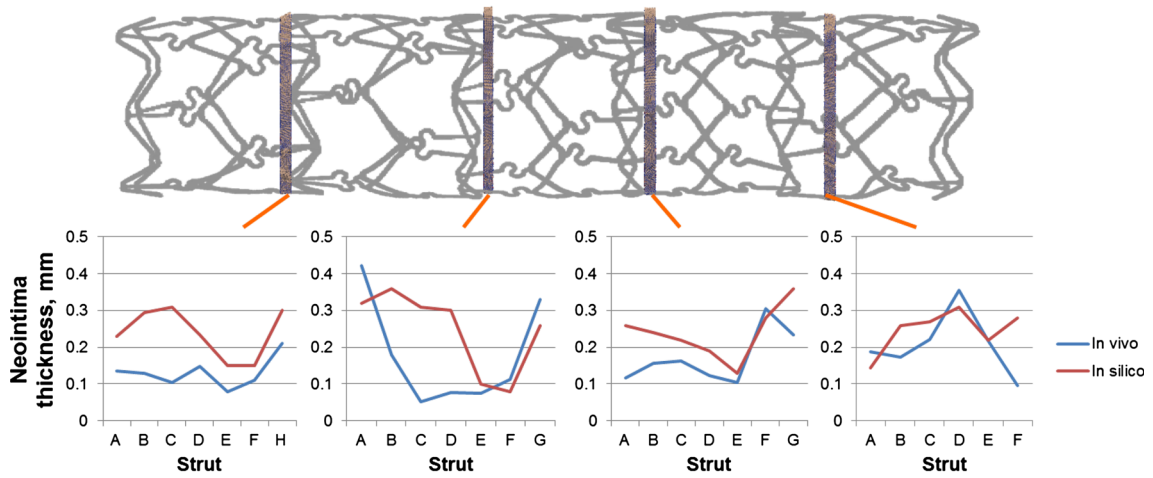 0.5 0.5 0.5 0.5
0.4 0.4 0.4 0.4
0.3 0.3 0.3 0.3
0.2 0.2 0.2 0.2
0.1 0.1 0.1 0.1
0 0 0 0
Neointima
thickness, mm
A B C D E F H
A B C D E F G
A B C D E F G
A B C D E F
Strut Strut Strut Strut
In vivo
In silico